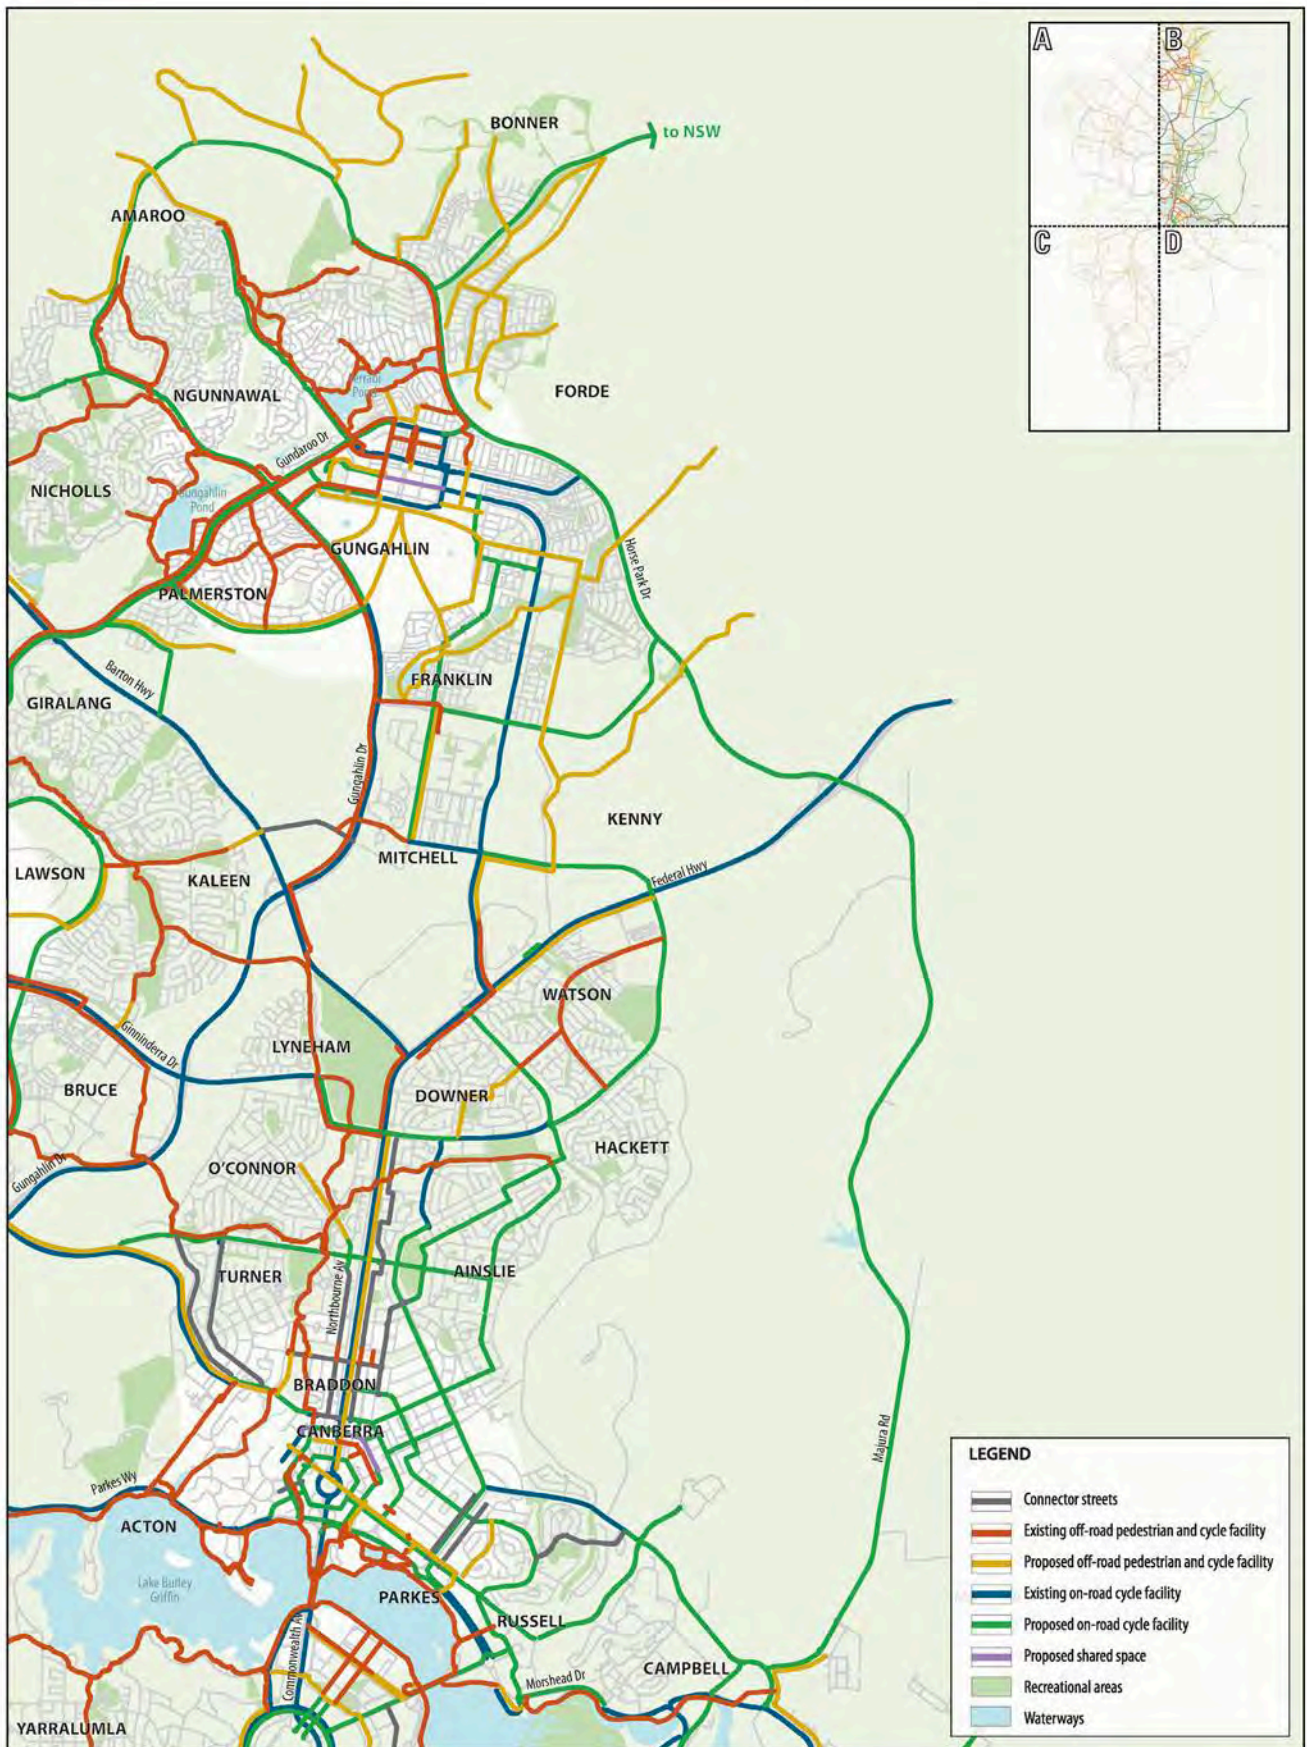 A
B
C
D
BONNER
to NSW
AMAROO
FORDE
NGUNNAWAL
Pond
Gundaroo Dr
NICHOLLS
Gungahlin
Pond
GUNGAHLIN
Horse Park Dr
PALMERSTON
Barton Hwy
FRANKLIN
GIRALANG
Gungahlin Dr
KENNY
MITCHELL
LAWSON
KALEEN
Federal Hwy
WATSON
Ginninderra Dr
LYNEHAM
BRUCE
DOWNER
HACKETT
O'CONNOR
Gungahlin Dr
AINSLIE
TURNER
Northbourne Av
BRADDON
CANBERRA
Majura Rd
Parkes Wy
ACTON
Lake Burley
Griffin
PARKES
RUSSELL
Commonwealth Av
Morshead Dr
CAMPBELL
YARRALUMLA
LEGEND
Connector streets
Existing off-road pedestrian and cycle facility
Proposed off-road pedestrian and cycle facility
Existing on-road cycle facility
Proposed on-road cycle facility
Proposed shared space
Recreational areas
Waterways